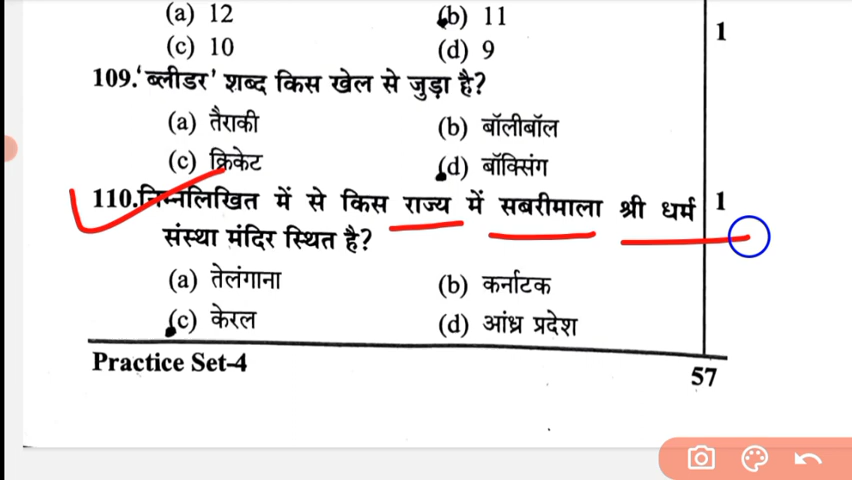 (a) 12 (b) 11
(c) 10 (d) 9
1
109.'ब्लीडर' शब्द किस खेल से जुड़ा है?
(a) तैराकी (b) बॉलीबॉल
(c) क्रिकेट (d) बॉक्सिंग
110.निम्नलिखित में से किस राज्य में सबरीमाला श्री धर्म 1
संस्था मंदिर स्थित है?
(a) तेलंगाना (b) कर्नाटक
(c) केरल (d) आंध्र प्रदेश
Practice Set-4 57